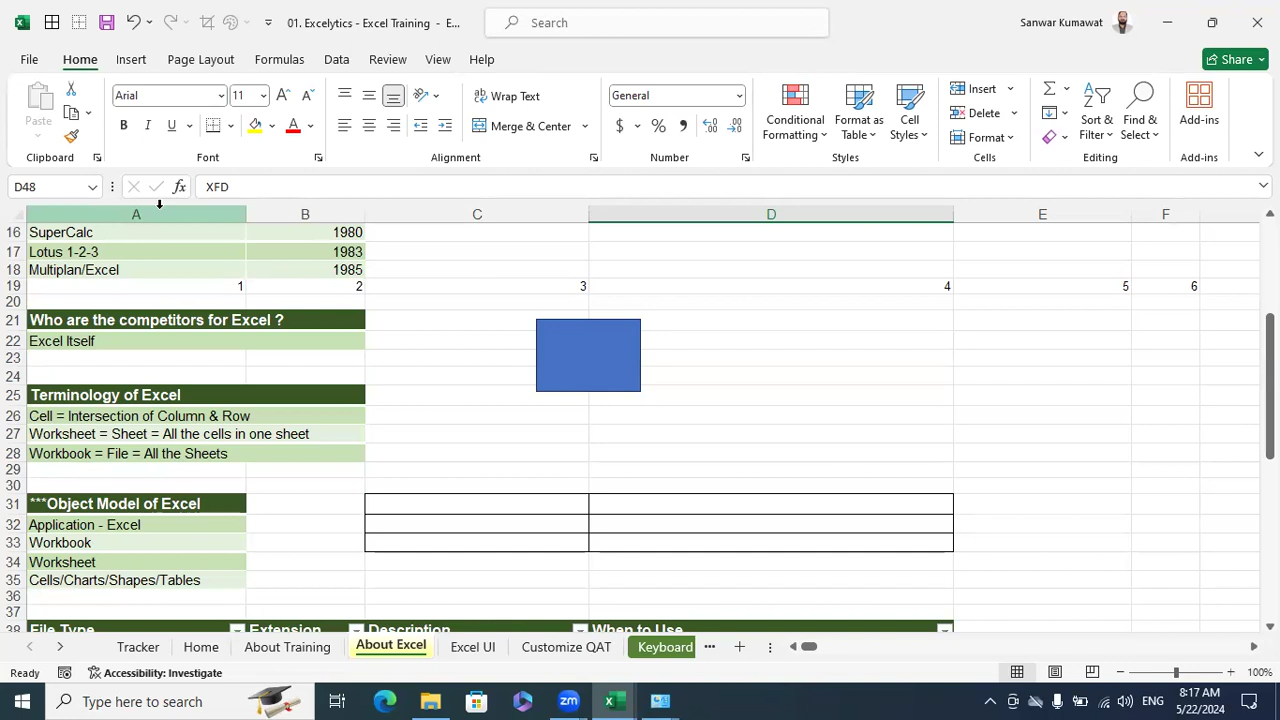 01. Excelytics - Excel Training - E...
Search
Sanwar Kumawat
File Home Insert Page Layout Formulas Data Review View Help
Share
Paste
Arial 11
B I U A
Wrap Text
Merge & Center
General
$ %
Conditional Formatting
Format as Table
Cell Styles
Insert
Delete
Format
Sort & Filter
Find & Select
Add-ins
Clipboard Font Alignment Number Styles Cells Editing Add-ins
D48 fx XFD
A B C D E F
16 SuperCalc 1980
17 Lotus 1-2-3 1983
18 Multiplan/Excel 1985
19 1 2 3 4 5 6
20
21 Who are the competitors for Excel ?
22 Excel Itself
23
24
25 Terminology of Excel
26 Cell = Intersection of Column & Row
27 Worksheet = Sheet = All the cells in one sheet
28 Workbook = File = All the Sheets
29
30
31 ***Object Model of Excel
32 Application - Excel
33 Workbook
34 Worksheet
35 Cells/Charts/Shapes/Tables
36
37
38 File Type Extension Description When to Use
Tracker Home About Training About Excel Excel UI Customize QAT Keyboard
Ready Accessibility: Investigate 100%
Type here to search
ENG
8:17 AM
5/22/2024